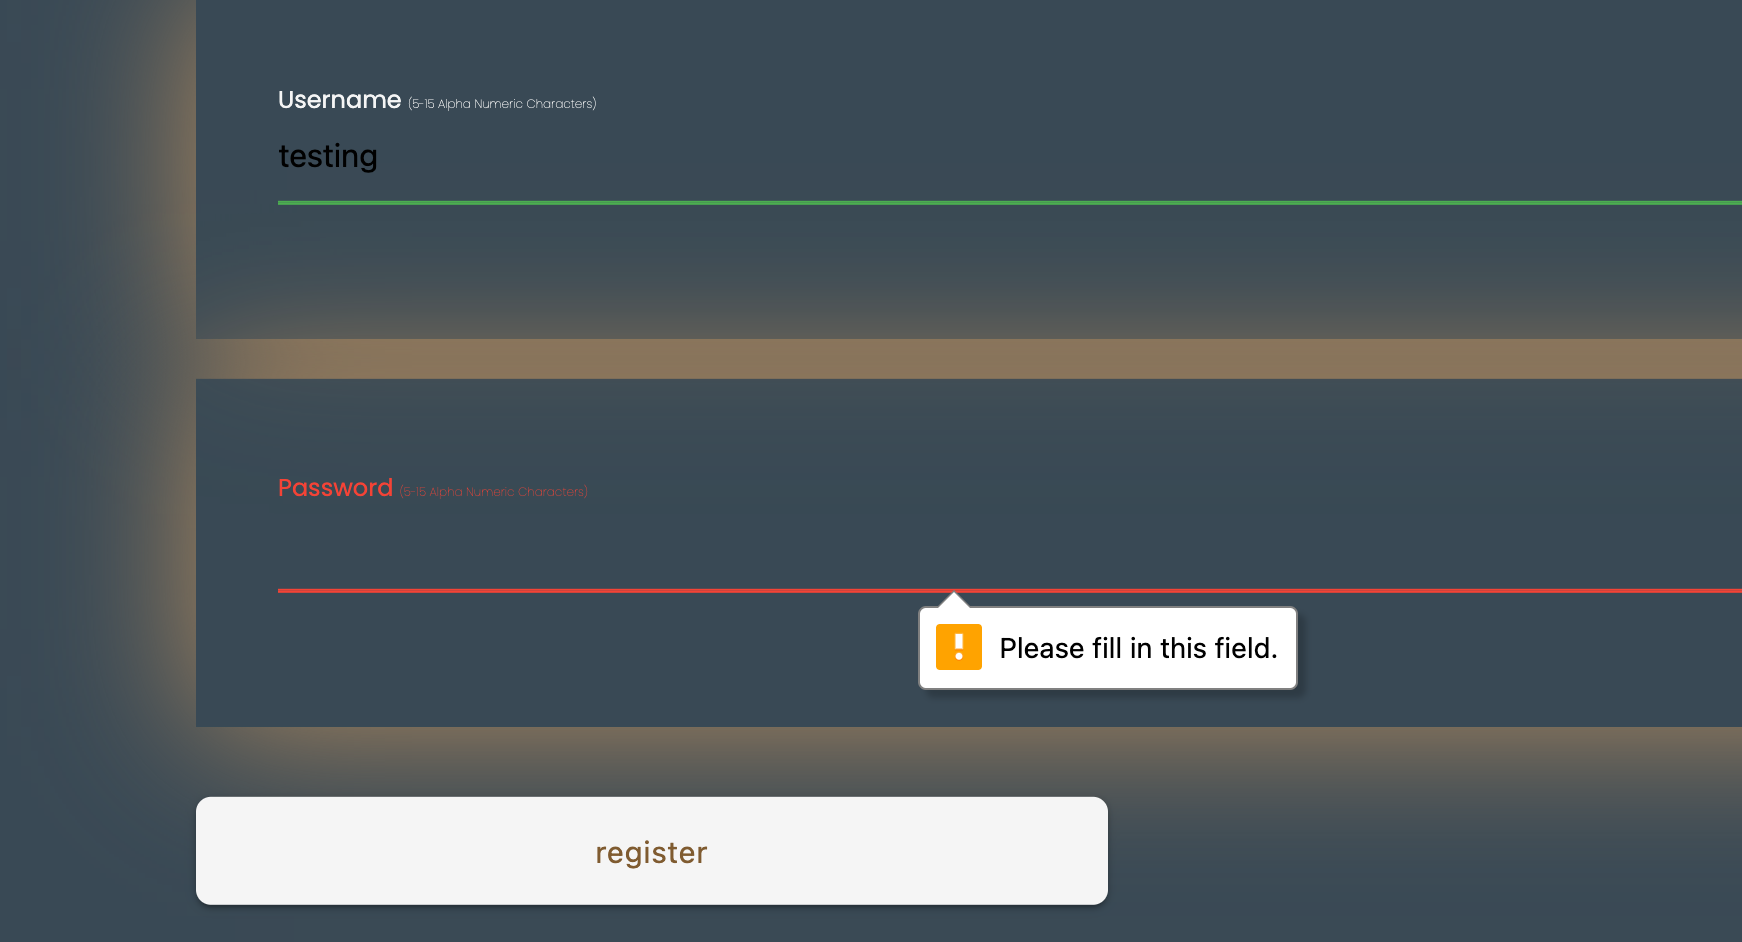 Username (5-15 Alpha Numeric Characters)
testing
Password (5-15 Alpha Numeric Characters)
Please fill in this field.
register